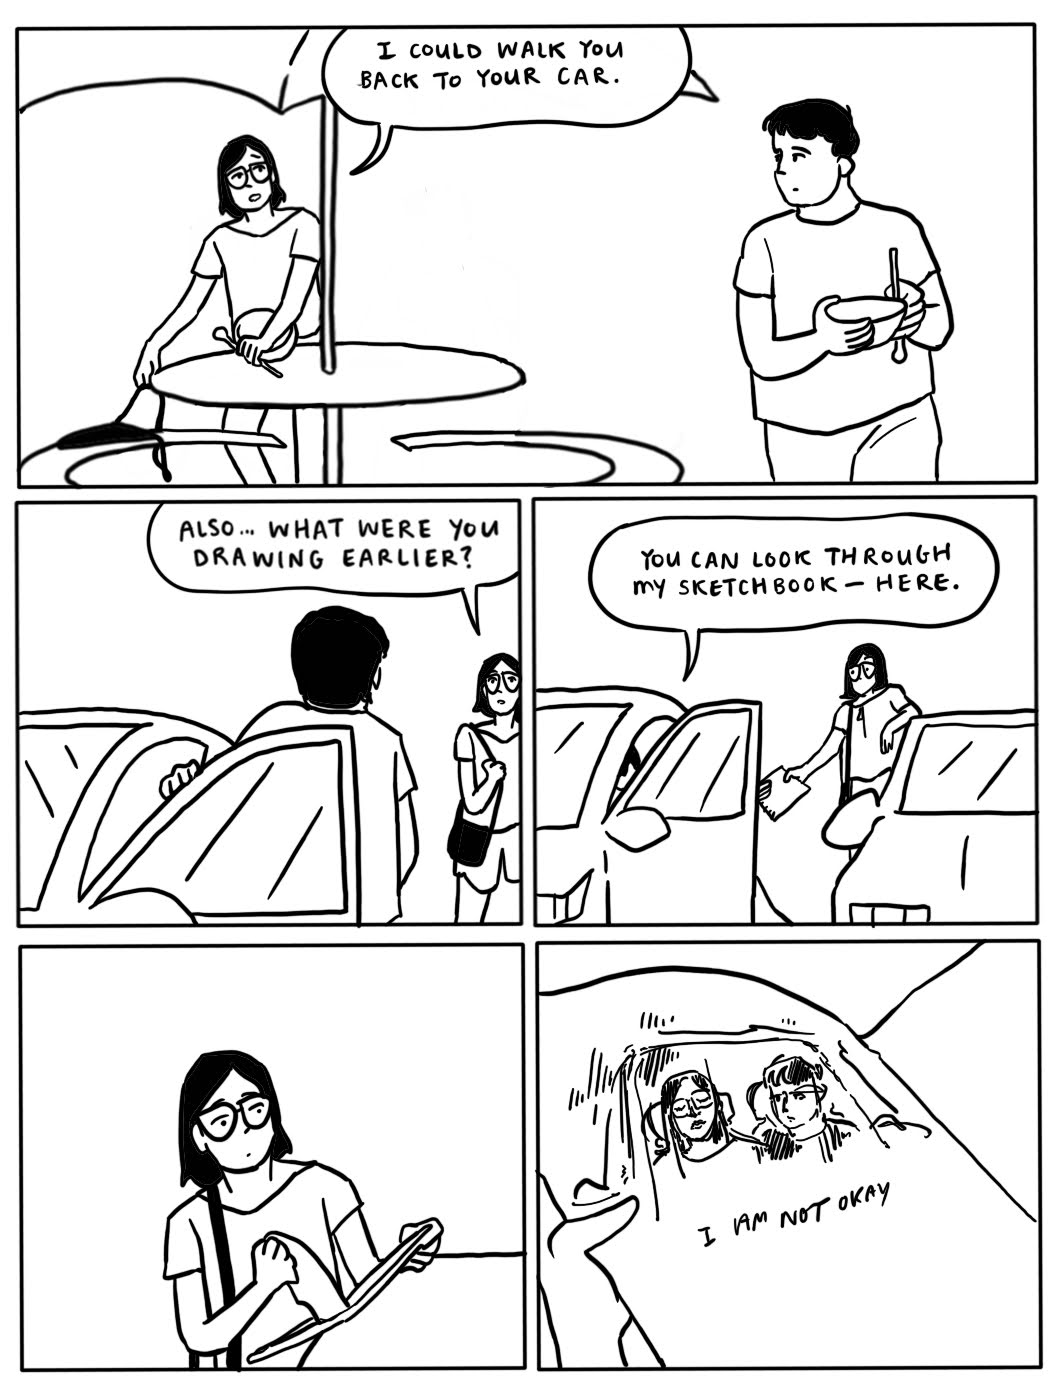 I COULD WALK YOU
BACK TO YOUR CAR.
ALSO... WHAT WERE YOU
DRAWING EARLIER?
YOU CAN LOOK THROUGH
MY SKETCHBOOK — HERE.
I AM NOT OKAY